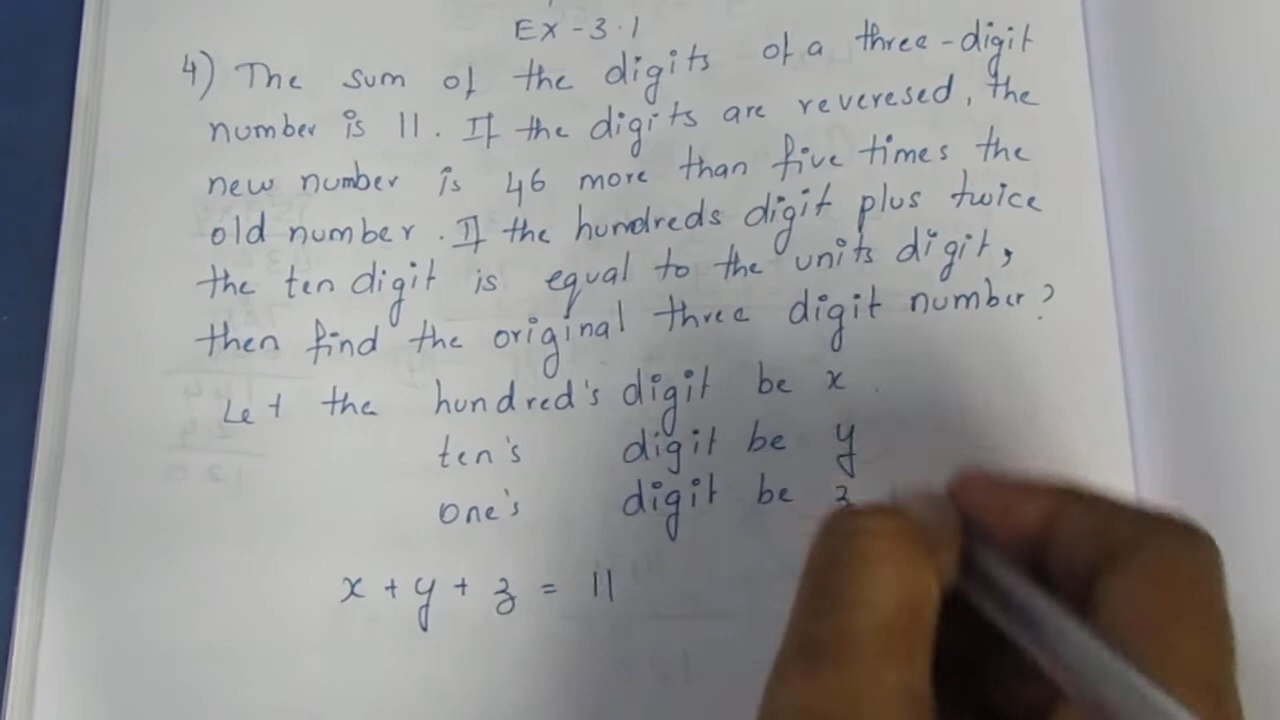 Ex-3.1
4) The sum of the digits of a three-digit
number is 11. If the digits are reveresed, the
new number is 46 more than five times the
old number. If the hundreds digit plus twice
the ten digit is equal to the units digit,
then find the original three digit number?
Let the hundred's digit be x.
ten's digit be y
one's digit be z
x + y + z = 11